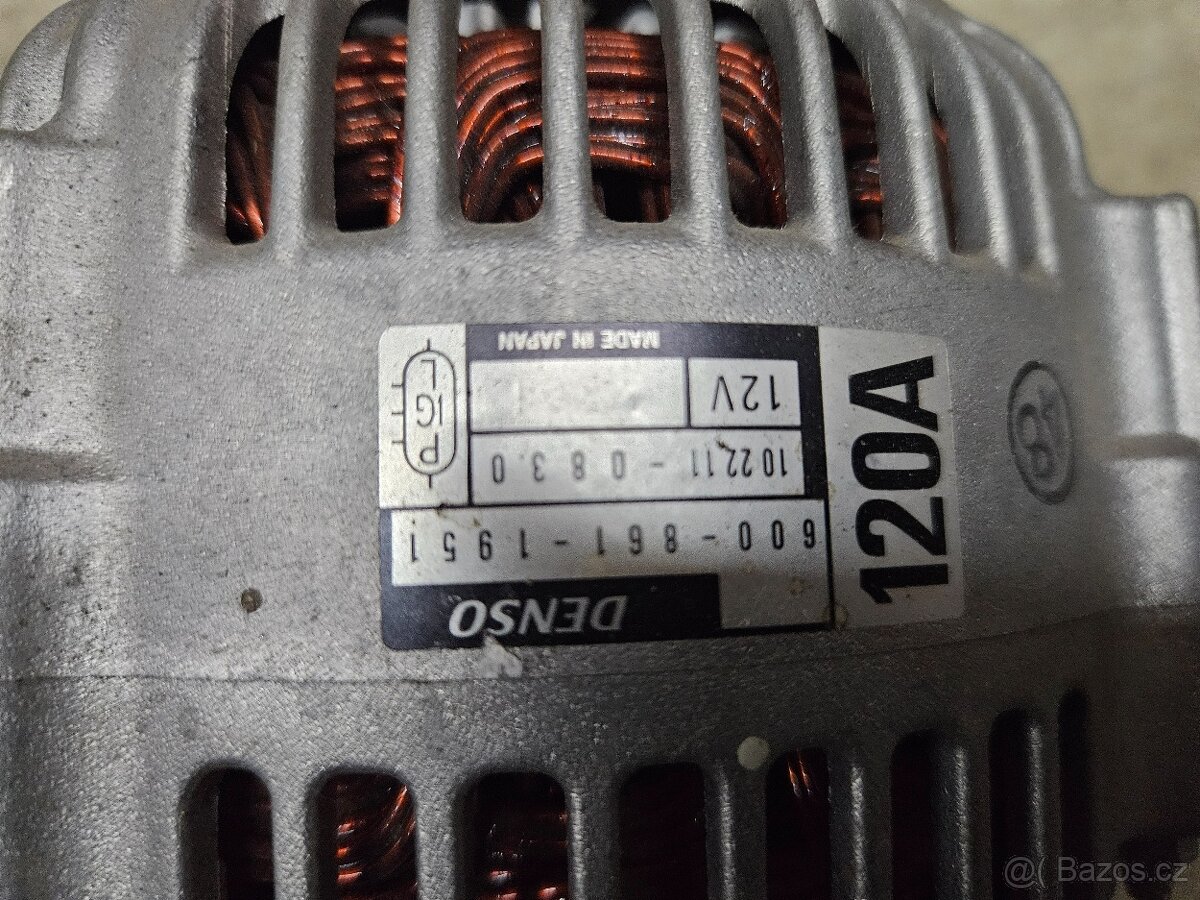 DENSO
600-861-1951
102211-0830
12V
MADE IN JAPAN
120A
P
IG
L
Bazos.cz